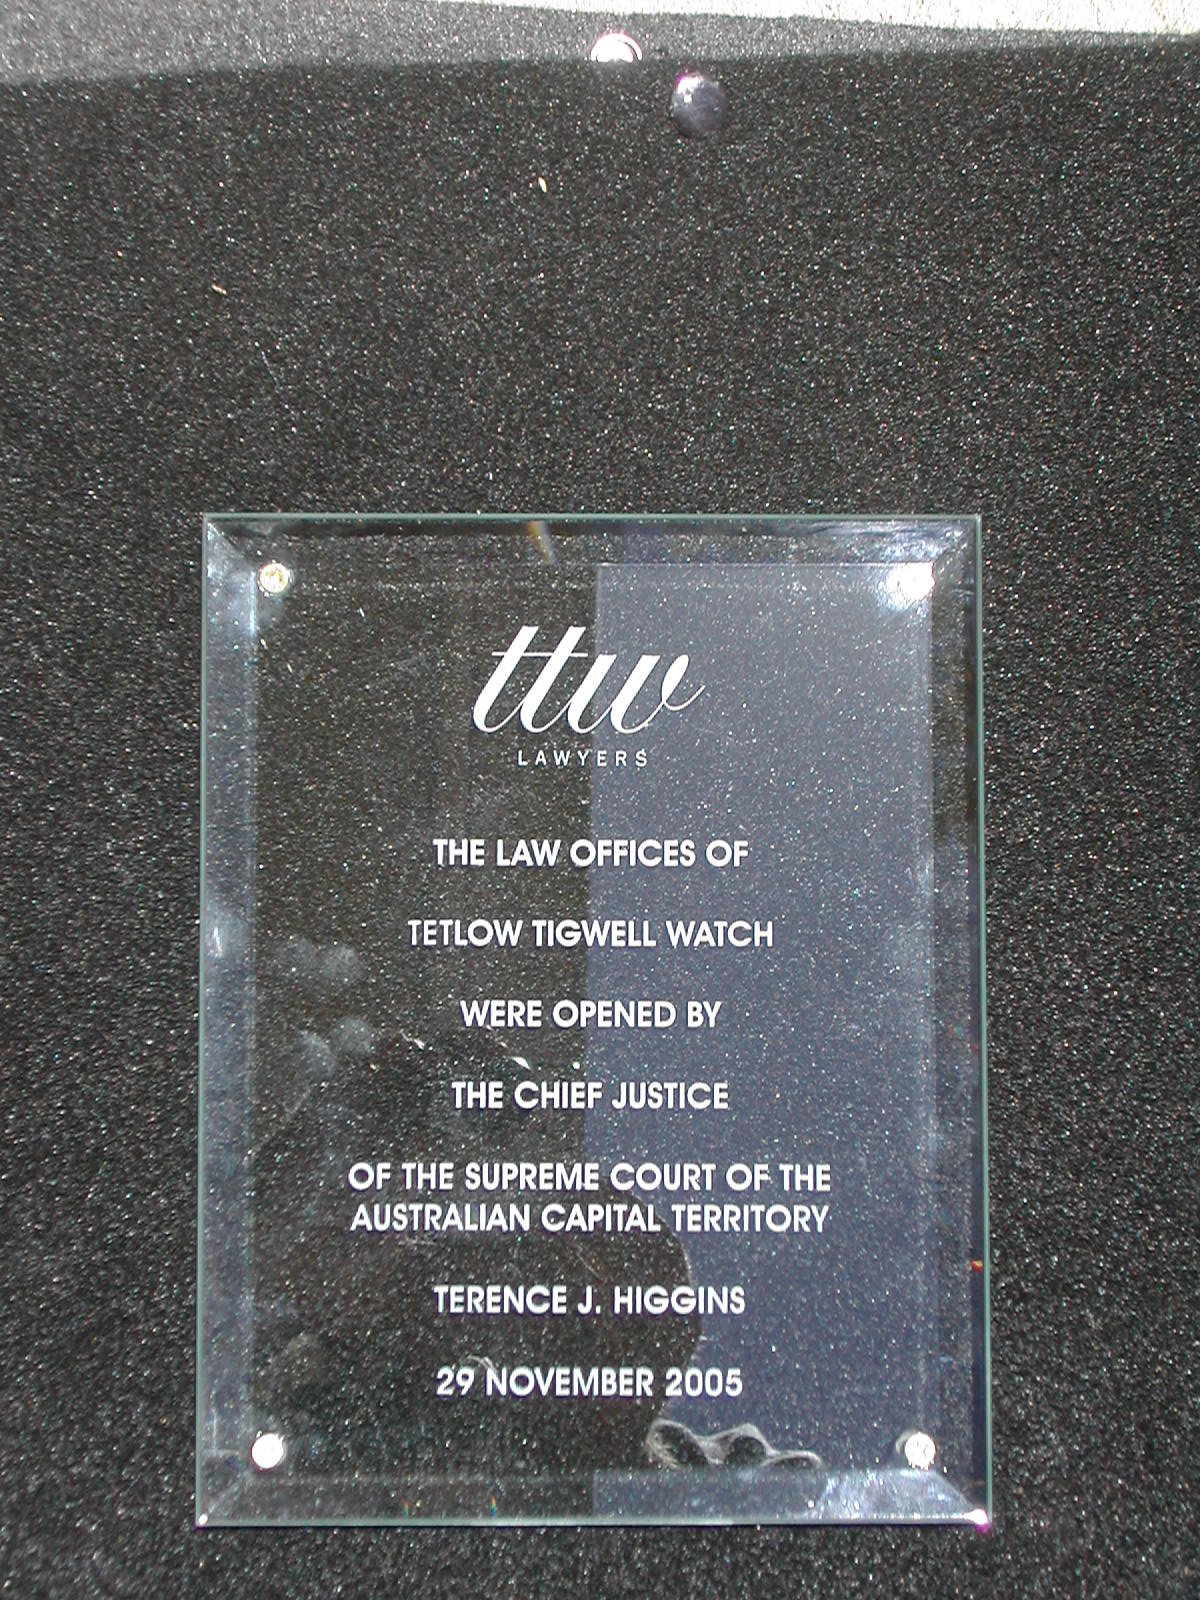 ttw
LAWYERS
THE LAW OFFICES OF
TETLOW TIGWELL WATCH
WERE OPENED BY
THE CHIEF JUSTICE
OF THE SUPREME COURT OF THE
AUSTRALIAN CAPITAL TERRITORY
TERENCE J. HIGGINS
29 NOVEMBER 2005